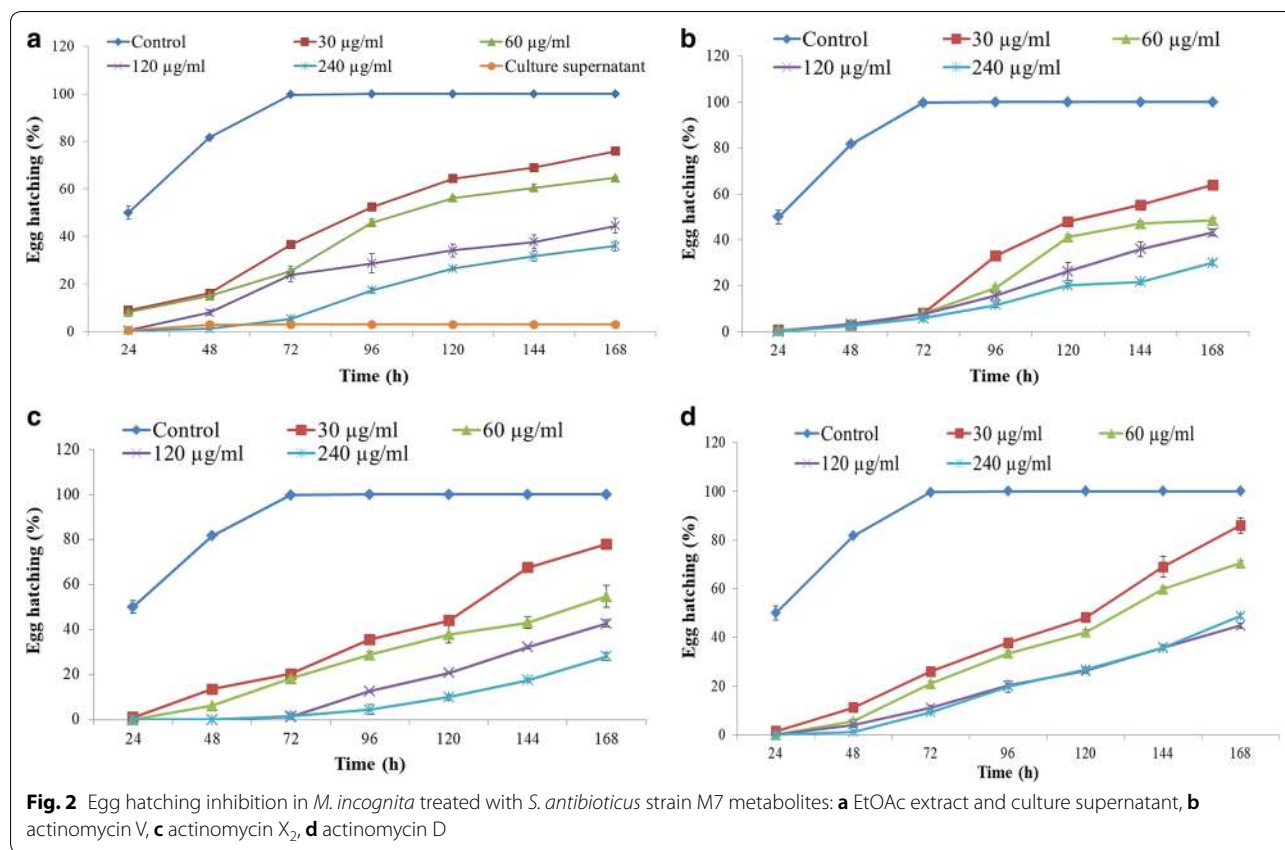 a
Control
30 µg/ml
60 µg/ml
120 µg/ml
240 µg/ml
Culture supernatant
120
100
80
60
40
20
0
Egg hatching (%)
24 48 72 96 120 144 168
Time (h)
b
Control
30 µg/ml
60 µg/ml
120 µg/ml
240 µg/ml
120
100
80
60
40
20
0
Egg hatching (%)
24 48 72 96 120 144 168
Time (h)
c
Control
30 µg/ml
60 µg/ml
120 µg/ml
240 µg/ml
120
100
80
60
40
20
0
Egg hatching (%)
24 48 72 96 120 144 168
Time (h)
d
Control
30 µg/ml
60 µg/ml
120 µg/ml
240 µg/ml
120
100
80
60
40
20
0
Egg hatching (%)
24 48 72 96 120 144 168
Time (h)
Fig. 2 Egg hatching inhibition in M. incognita treated with S. antibioticus strain M7 metabolites: a EtOAc extract and culture supernatant, b
actinomycin V, c actinomycin X₂, d actinomycin D